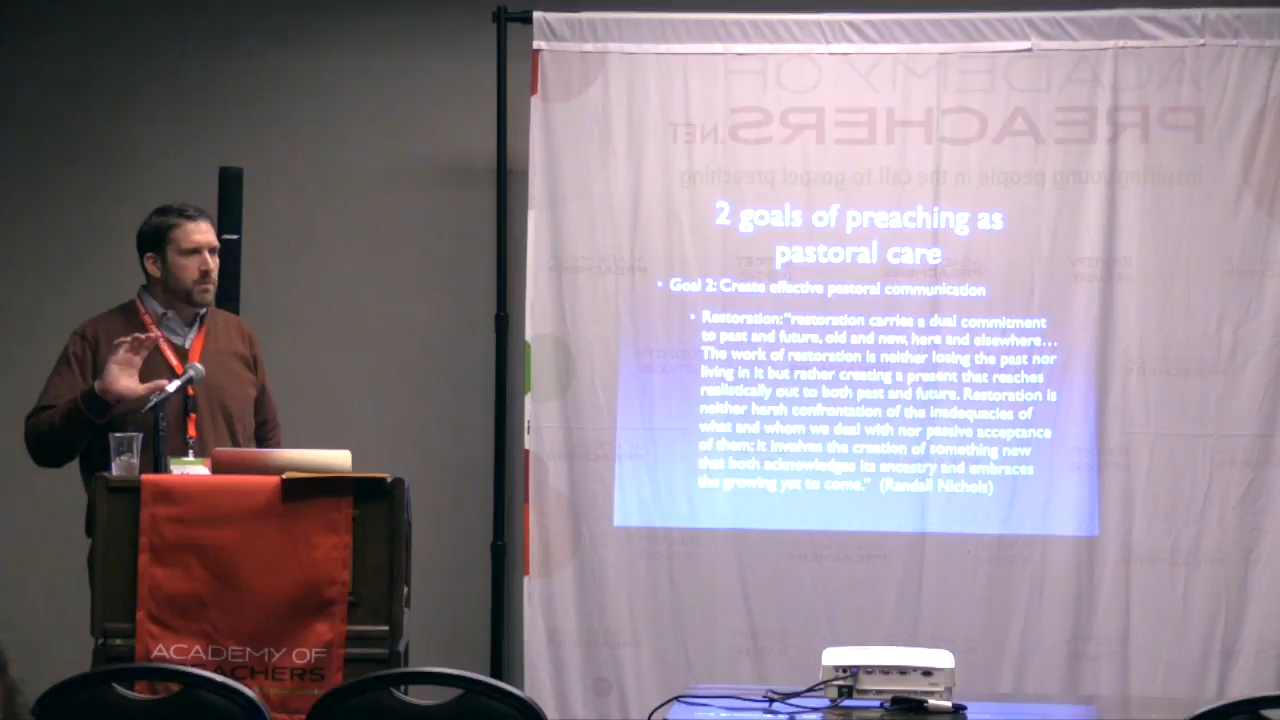 ACADEMY OF
PREACHERS.NET
inspiring young people in the call to gospel preaching
2 goals of preaching as
pastoral care
• Goal 2: Create effective pastoral communication
• Restoration: “restoration carries a dual commitment
to past and future, old and new, here and elsewhere…
The work of restoration is neither losing the past nor
living in it but rather creating a present that reaches
realistically out to both past and future. Restoration is
neither harsh confrontation of the inadequacies of
what and whom we deal with nor passive acceptance
of them; it involves the creation of something new
that both acknowledges its ancestry and embraces
the growing yet to come.” (Randall Nichols)
ACADEMY OF
PREACHERS